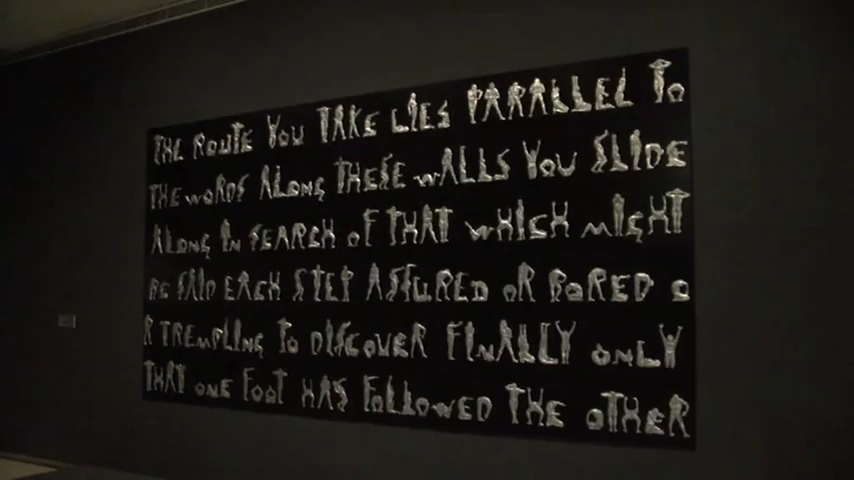 THE ROUTE YOU TAKE LIES PARALLEL TO
THE WORDS ALONG THESE WALLS YOU SLIDE
ALONG IN SEARCH OF THAT WHICH MIGHT
BE SAID EACH STEP ASSURED OR BORED O
R TREMBLING TO DISCOVER FINALLY ONLY
THAT ONE FOOT HAS FOLLOWED THE OTHER